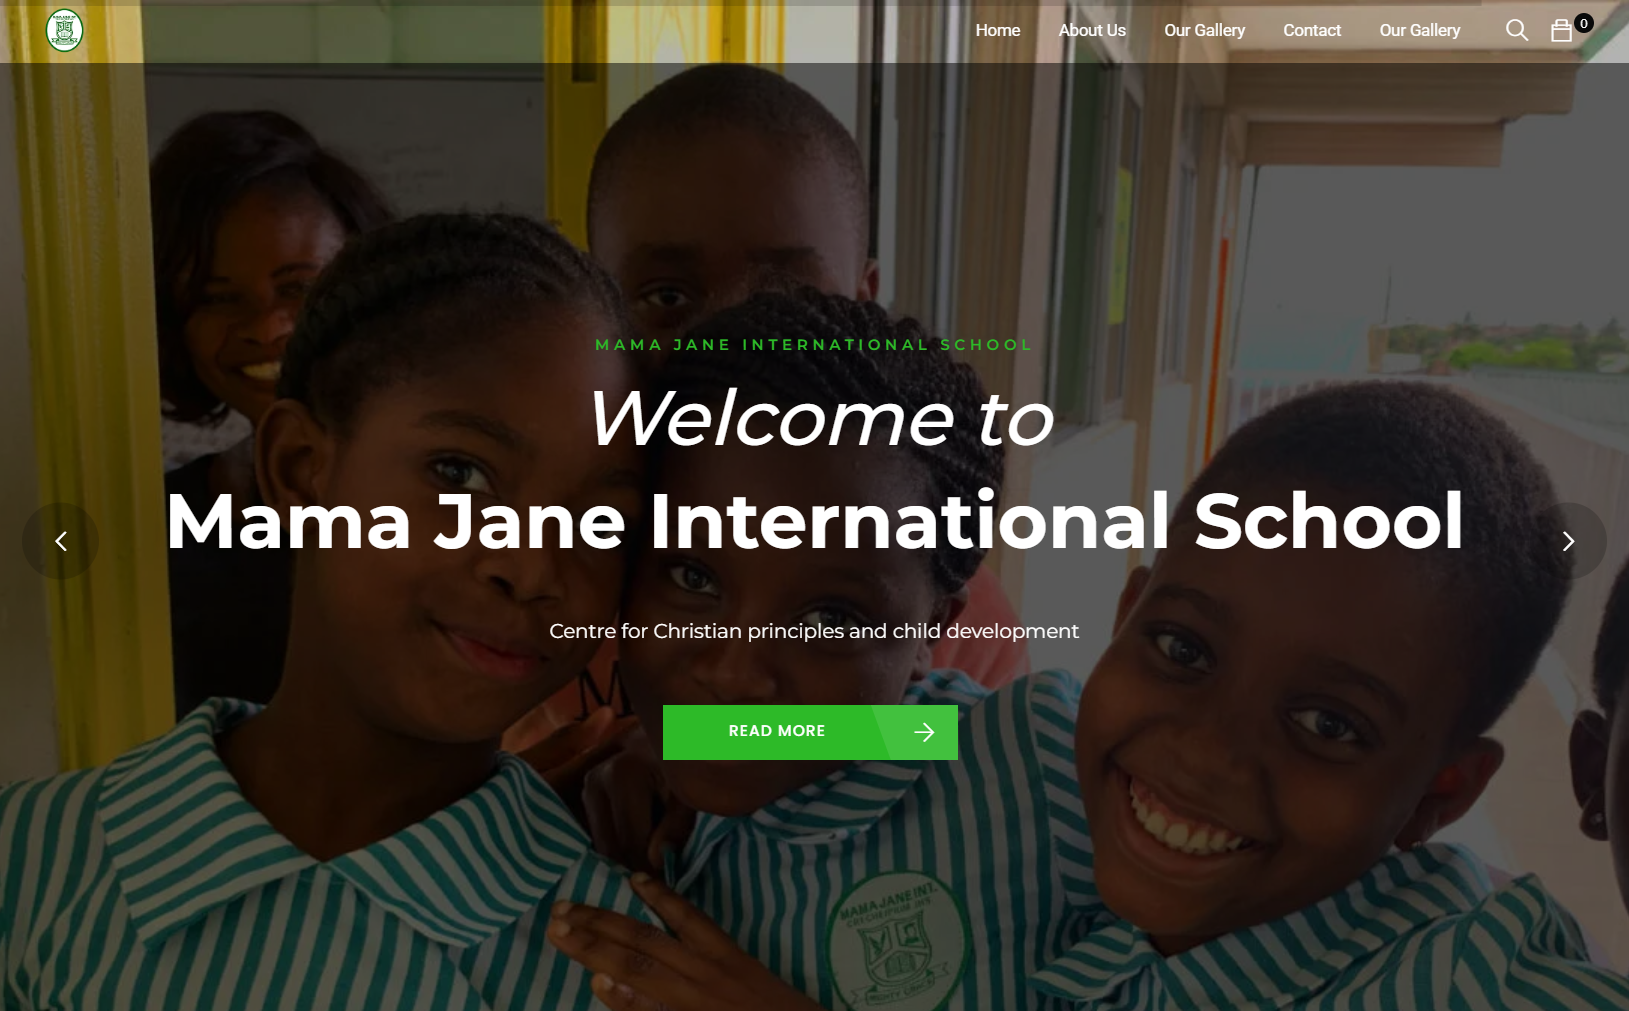 Home About Us Our Gallery Contact Our Gallery 0
MAMA JANE INTERNATIONAL SCHOOL
Welcome to
Mama Jane International School
Centre for Christian principles and child development
READ MORE
MAMA JANE INT.